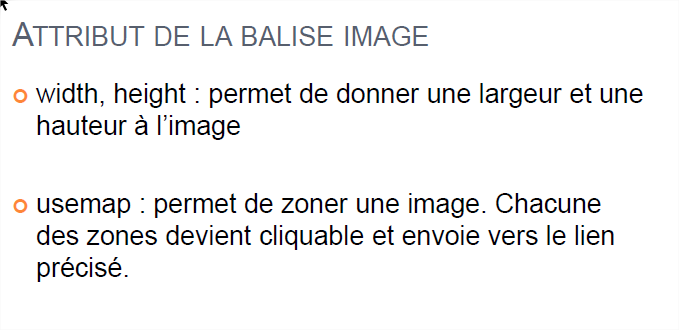 ATTRIBUT DE LA BALISE IMAGE
width, height : permet de donner une largeur et une
hauteur à l’image
usemap : permet de zoner une image. Chacune
des zones devient cliquable et envoie vers le lien
précisé.